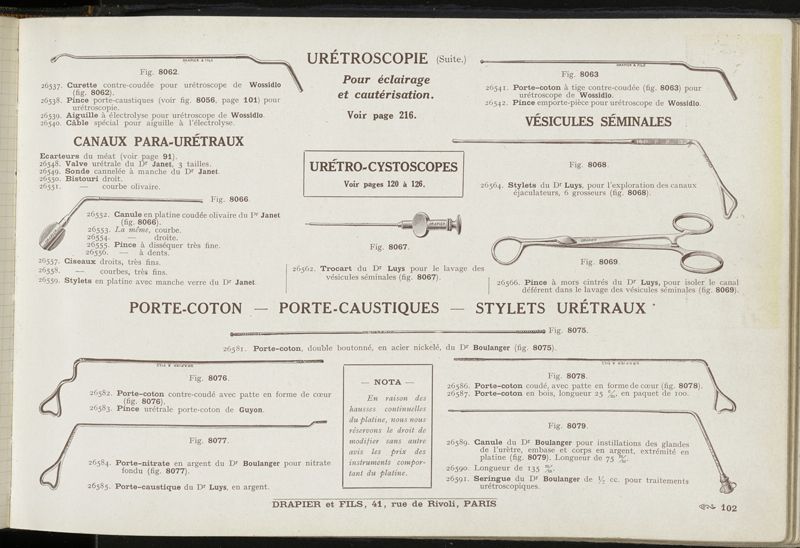 URÉTROSCOPIE (Suite.)
Pour éclairage
et cautérisation.
Voir page 216.
DRAPIER & FILS
Fig. 8062.
26537. Curette contre-coudée pour urétroscope de Wossidlo
(fig. 8062).
26538. Pince porte-caustiques (voir fig. 8056, page 101) pour
urétroscope.
26539. Aiguille à électrolyse pour urétroscope de Wossidlo.
26540. Câble spécial pour aiguille à l'électrolyse.
DRAPIER & FILS
Fig. 8063
26541. Porte-coton à tige contre-coudée (fig. 8063) pour
urétroscope de Wossidlo.
26542. Pince emporte-pièce pour urétroscope de Wossidlo.
CANAUX PARA-URÉTRAUX
Ecarteurs du méat (voir page 91).
26548. Valve urétrale du Dr Janet, 3 tailles.
26549. Sonde cannelée à manche du Dr Janet.
26550. Bistouri droit.
26551. — courbe olivaire.
Fig. 8066.
26552. Canule en platine coudée olivaire du Dr Janet
(fig. 8066).
26553. La même, courbe.
26554. — droite.
26555. Pince à disséquer très fine.
26556. — à dents.
26557. Ciseaux droits, très fins.
26558. — courbes, très fins.
26559. Stylets en platine avec manche verre du Dr Janet
URÉTRO-CYSTOSCOPES
Voir pages 120 à 126.
DRAPIER
Fig. 8067.
26562. Trocart du Dr Luys pour le lavage des
vésicules séminales (fig. 8067).
VÉSICULES SÉMINALES
Fig. 8068.
26564. Stylets du Dr Luys, pour l'exploration des canaux
éjaculateurs, 6 grosseurs (fig. 8068).
DRAPIER
Fig. 8069.
26566. Pince à mors cintrés du Dr Luys, pour isoler le canal
déférent dans le lavage des vésicules séminales (fig. 8069).
PORTE-COTON — PORTE-CAUSTIQUES — STYLETS URÉTRAUX
Fig. 8075.
26581. Porte-coton, double boutonné, en acier nickelé, du Dr Boulanger (fig. 8075).
Fig. 8076.
26582. Porte-coton contre-coudé avec patte en forme de cœur
(fig. 8076).
26583. Pince urétrale porte-coton de Guyon.
Fig. 8077.
26584. Porte-nitrate en argent du Dr Boulanger pour nitrate
fondu (fig. 8077).
26585. Porte-caustique du Dr Luys, en argent.
— NOTA —
En raison des
hausses continuelles
du platine, nous nous
réservons le droit de
modifier sans autre
avis les prix des
instruments compor-
tant du platine.
Fig. 8078.
26586. Porte-coton coudé, avec patte en forme de cœur (fig. 8078).
26587. Porte-coton en bois, longueur 25 c/m, en paquet de 100.
Fig. 8079.
26589. Canule du Dr Boulanger pour instillations des glandes
de l'urètre, embase et corps en argent, extrémité en
platine (fig. 8079). Longueur de 75 m/m.
26590. Longueur de 135 m/m.
26591. Seringue du Dr Boulanger de ½ cc. pour traitements
urétroscopiques.
DRAPIER et FILS, 41, rue de Rivoli, PARIS
102